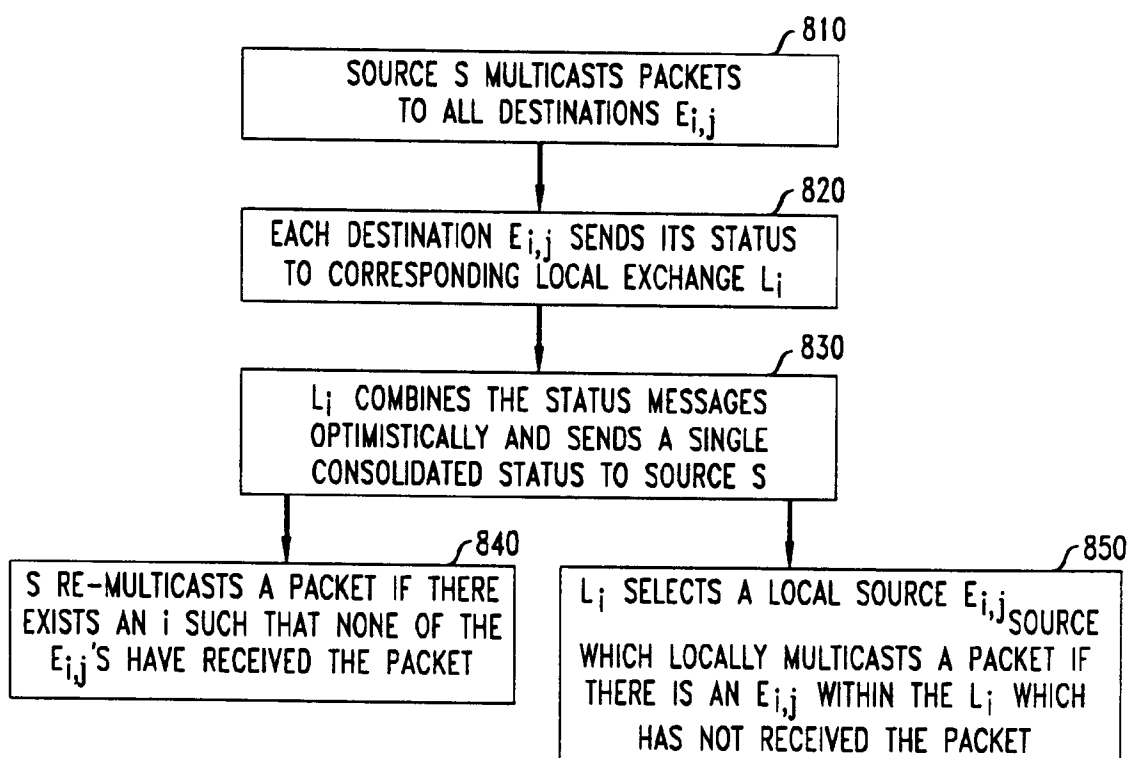 810
SOURCE S MULTICASTS PACKETS
TO ALL DESTINATIONS Ei,j
820
EACH DESTINATION Ei,j SENDS ITS STATUS
TO CORRESPONDING LOCAL EXCHANGE Li
830
Li COMBINES THE STATUS MESSAGES
OPTIMISTICALLY AND SENDS A SINGLE
CONSOLIDATED STATUS TO SOURCE S
840
S RE-MULTICASTS A PACKET IF THERE
EXISTS AN i SUCH THAT NONE OF THE
Ei,j'S HAVE RECEIVED THE PACKET
850
Li SELECTS A LOCAL SOURCE Ei,jSOURCE
WHICH LOCALLY MULTICASTS A PACKET IF
THERE IS AN Ei,j WITHIN THE Li WHICH
HAS NOT RECEIVED THE PACKET